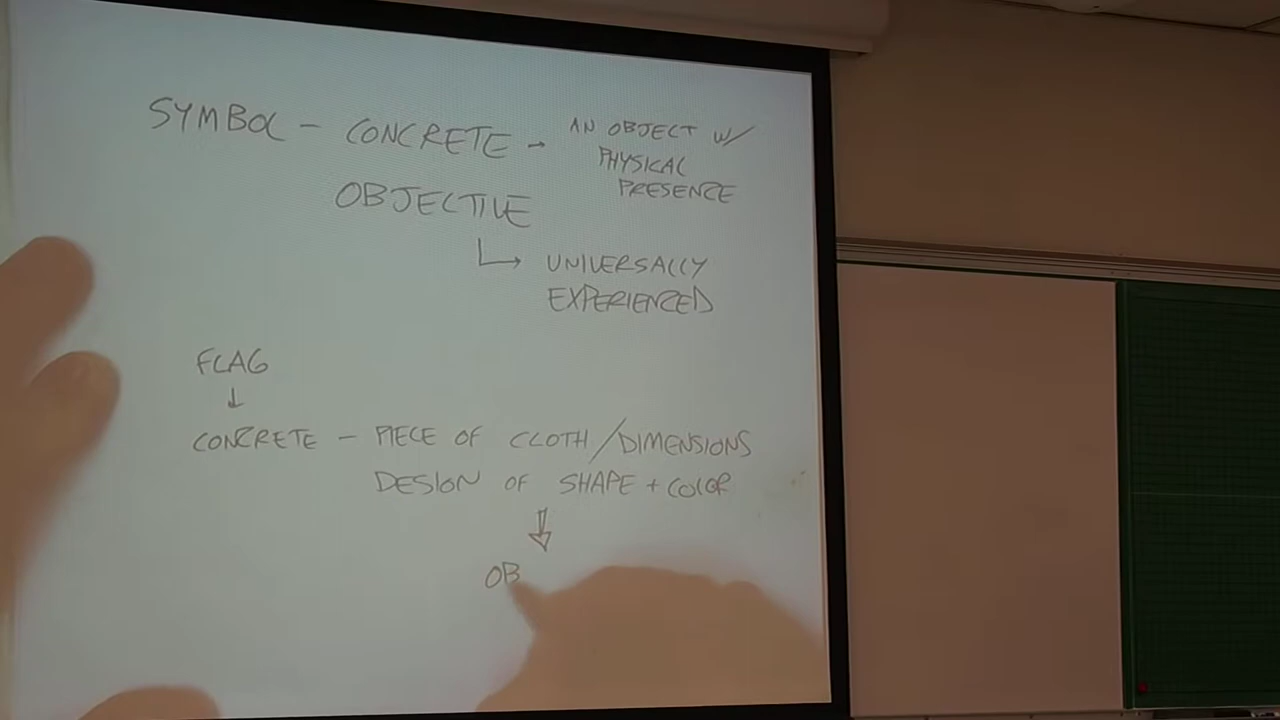 SYMBOL - CONCRETE → AN OBJECT W/
PHYSICAL
PRESENCE
OBJECTIVE
↳ UNIVERSALLY
EXPERIENCED
FLAG
↓
CONCRETE - PIECE OF CLOTH / DIMENSIONS
DESIGN OF SHAPE + COLOR
⇓
OB